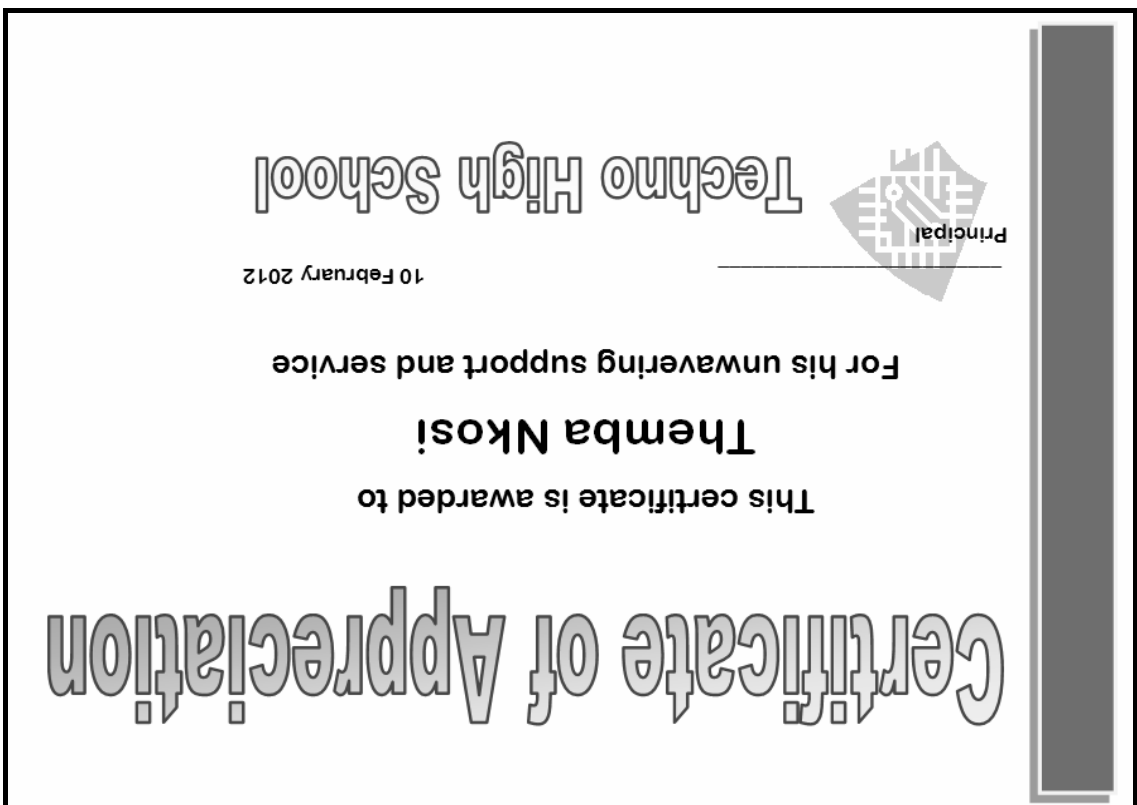 Certificate of Appreciation
This certificate is awarded to
Themba Nkosi
For his unwavering support and service
10 February 2012
Principal
Techno High School